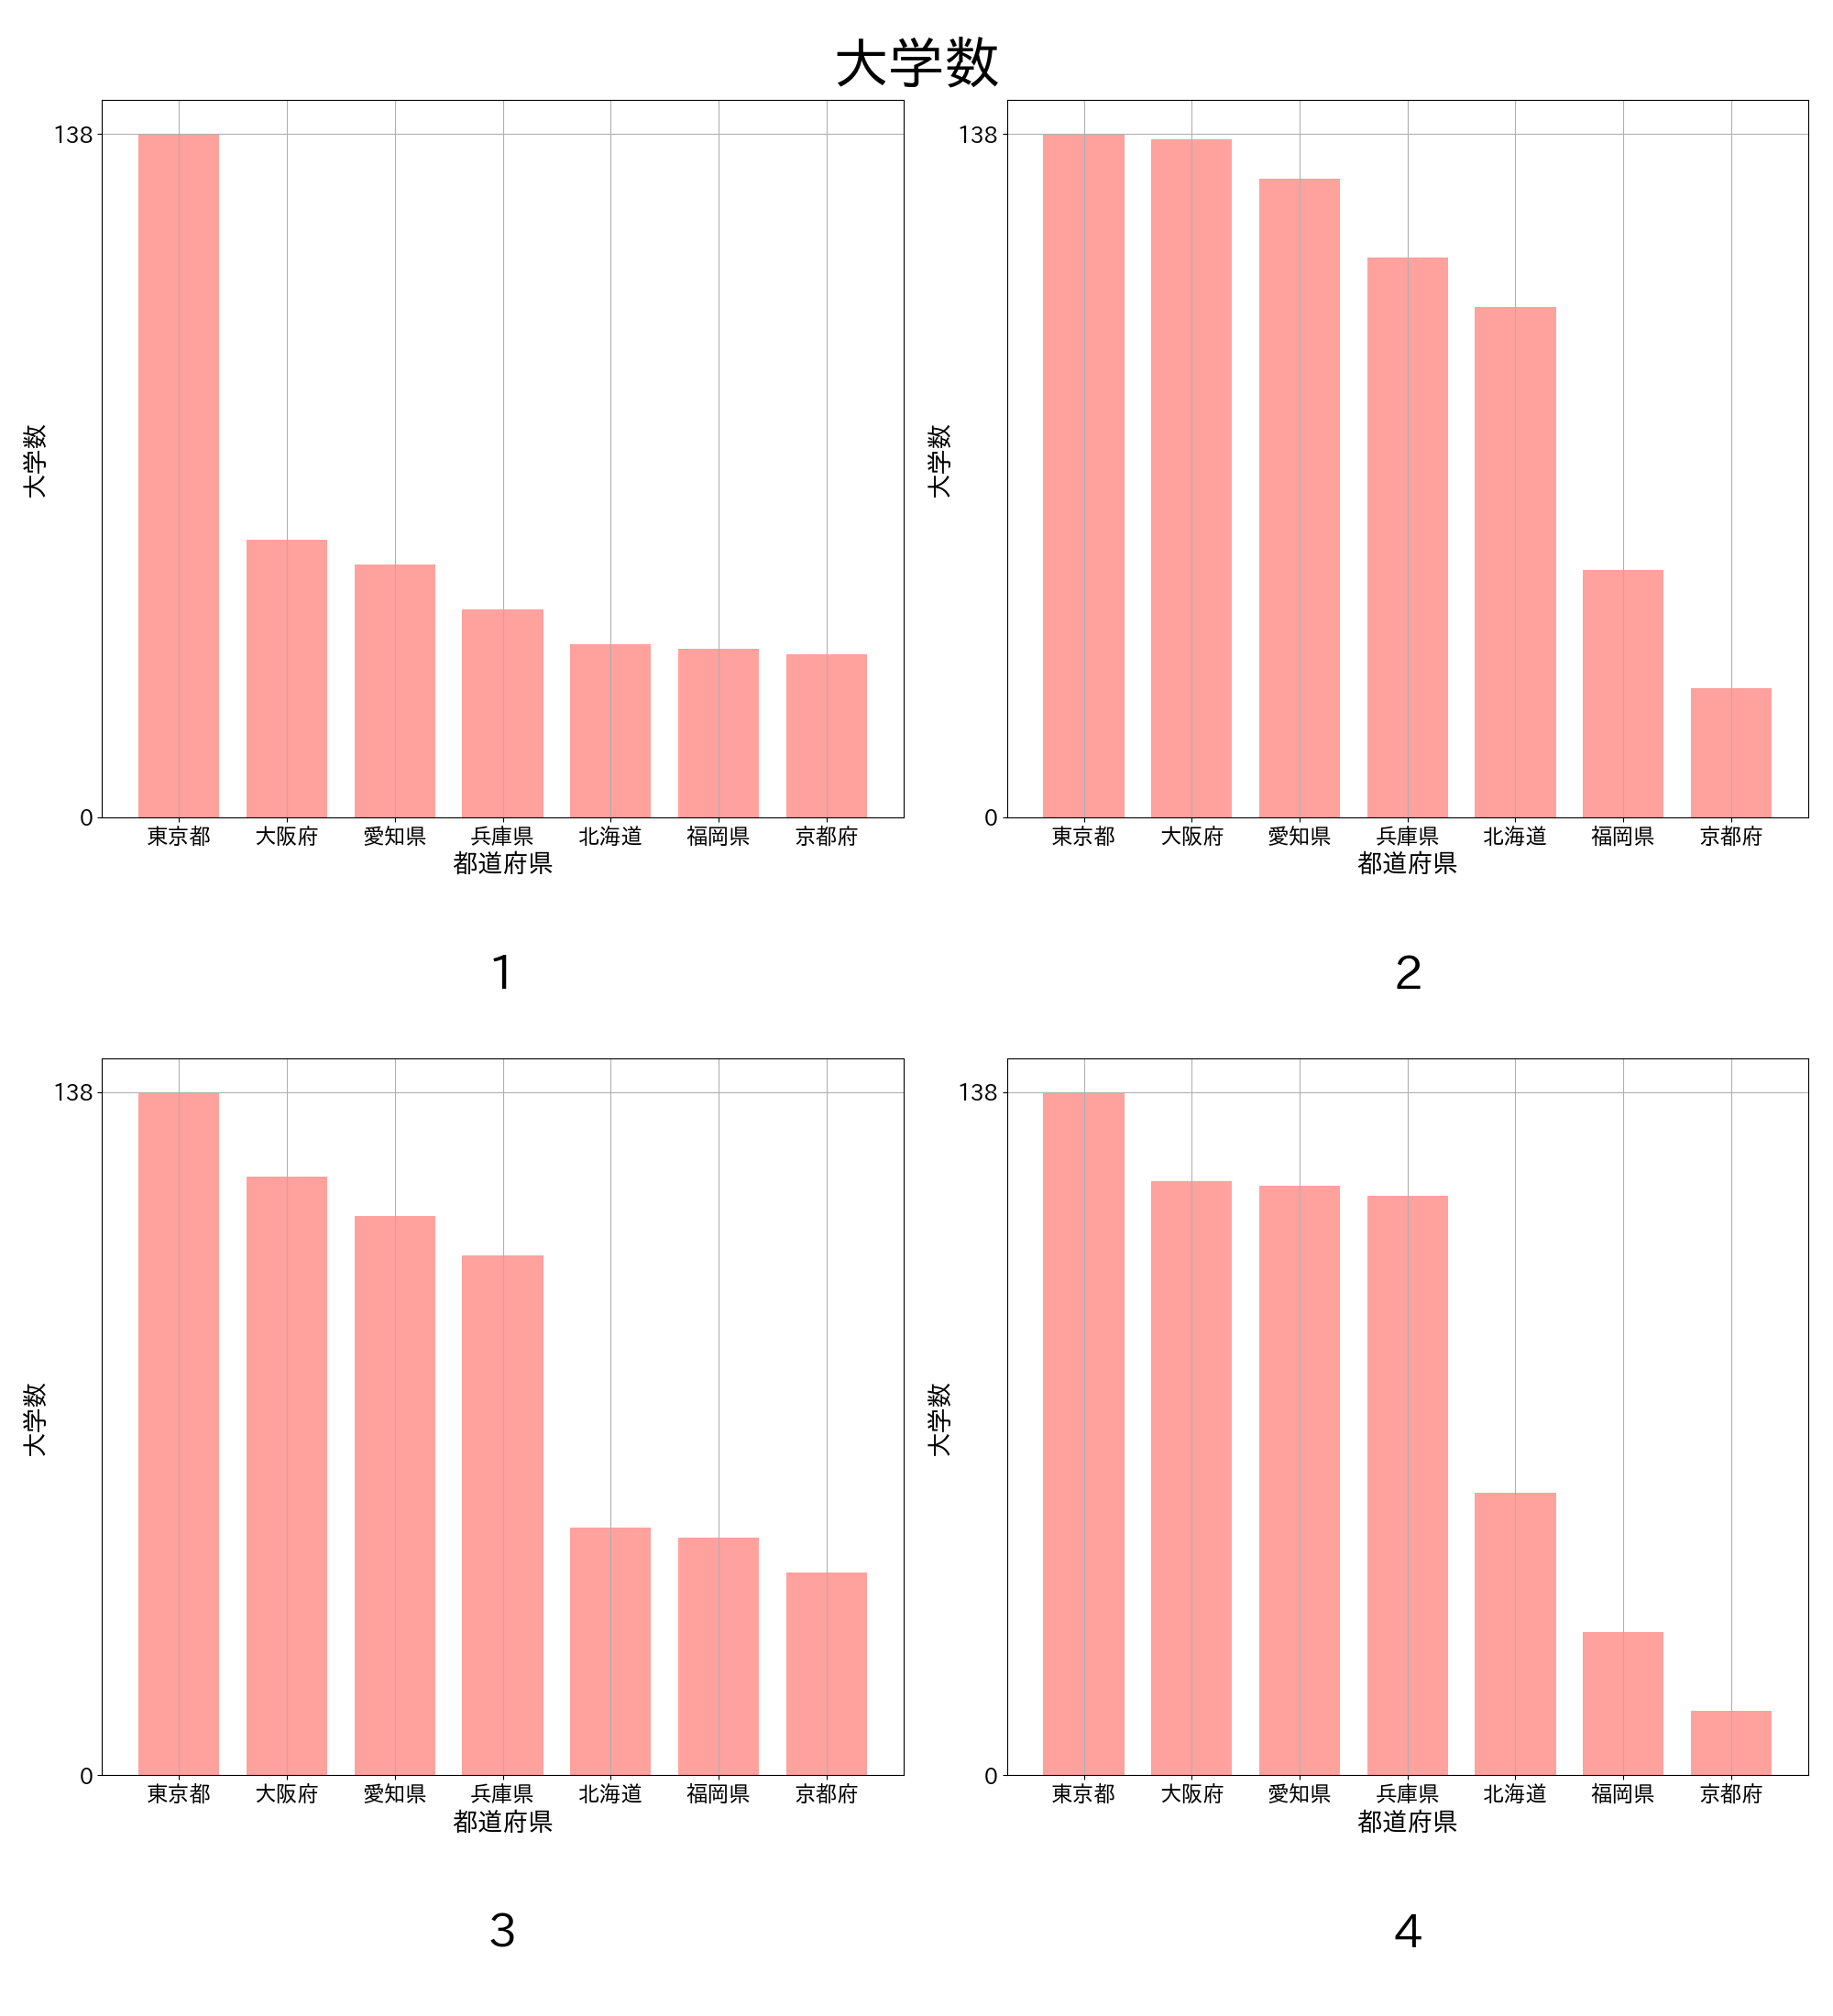 大学数
138
大学数
0
東京都 大阪府 愛知県 兵庫県 北海道 福岡県 京都府
都道府県
1
138
大学数
0
東京都 大阪府 愛知県 兵庫県 北海道 福岡県 京都府
都道府県
2
138
大学数
0
東京都 大阪府 愛知県 兵庫県 北海道 福岡県 京都府
都道府県
3
138
大学数
0
東京都 大阪府 愛知県 兵庫県 北海道 福岡県 京都府
都道府県
4